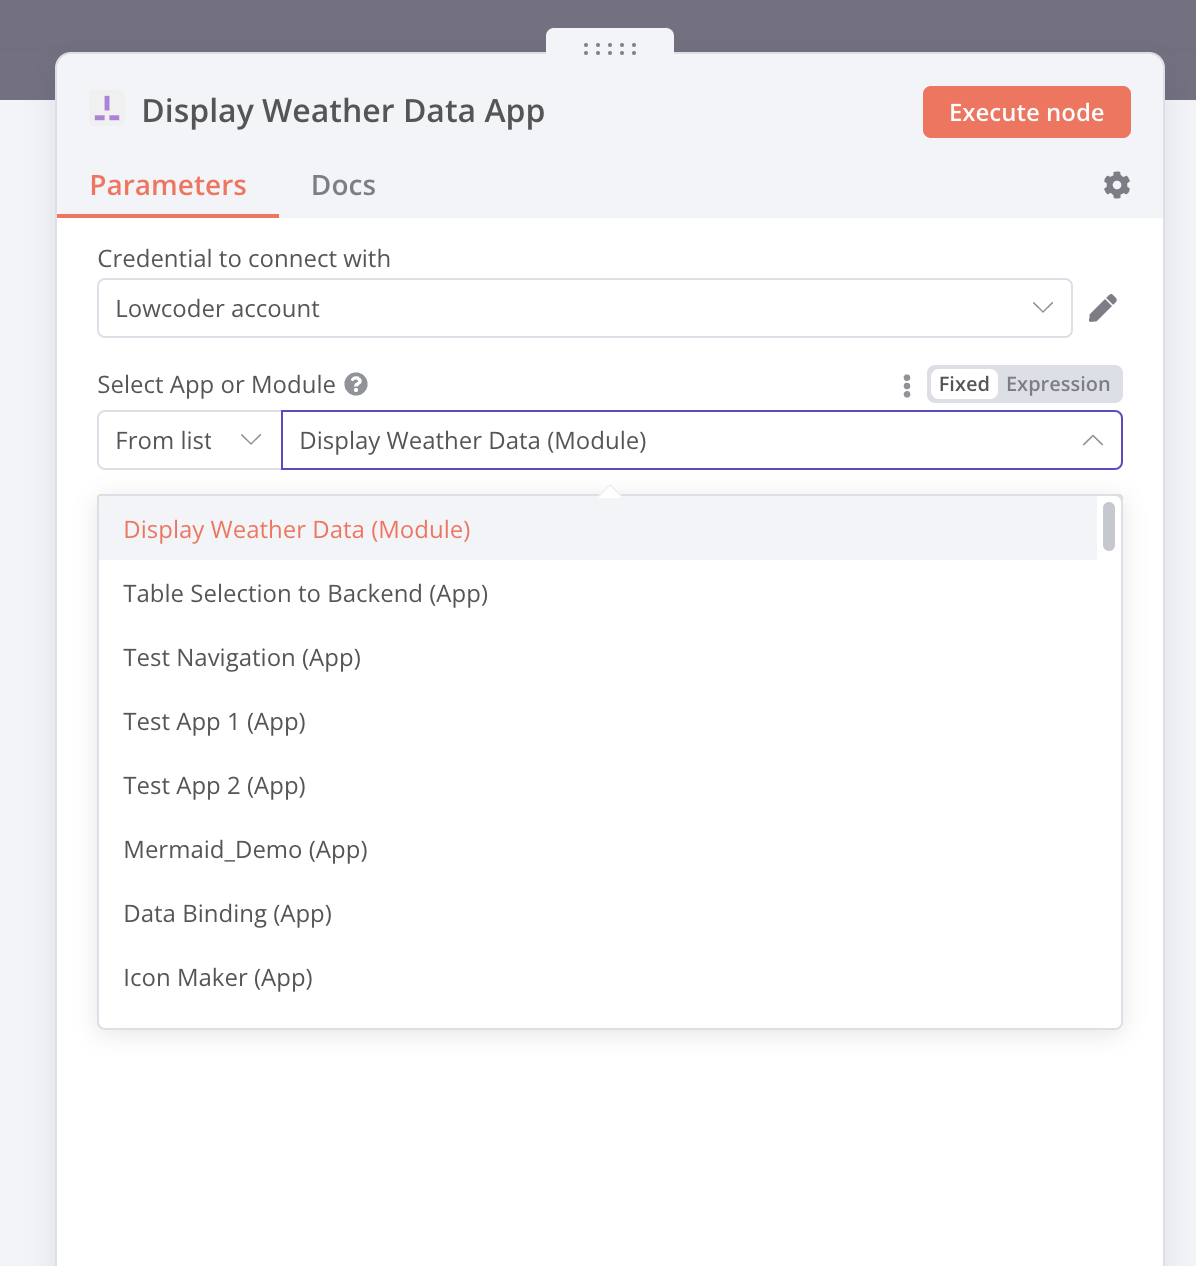 Display Weather Data App
Execute node
Parameters
Docs
Credential to connect with
Lowcoder account
Select App or Module
Fixed
Expression
From list
Display Weather Data (Module)
Display Weather Data (Module)
Table Selection to Backend (App)
Test Navigation (App)
Test App 1 (App)
Test App 2 (App)
Mermaid_Demo (App)
Data Binding (App)
Icon Maker (App)